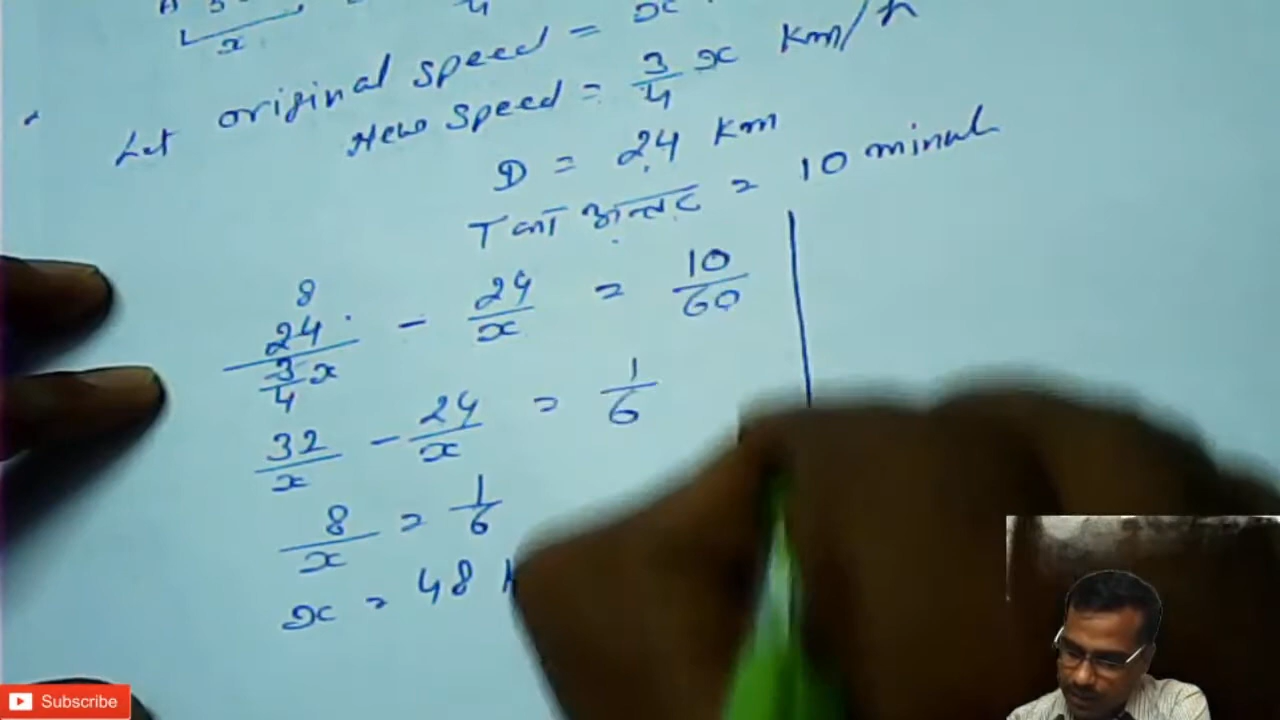 x
Let original speed = x
New speed = 3/4 x Km/h
D = 24 Km
T का अन्तर = 10 minut
8
24 / (3/4 x) - 24/x = 10/60
32/x - 24/x = 1/6
8/x = 1/6
x = 48
Subscribe